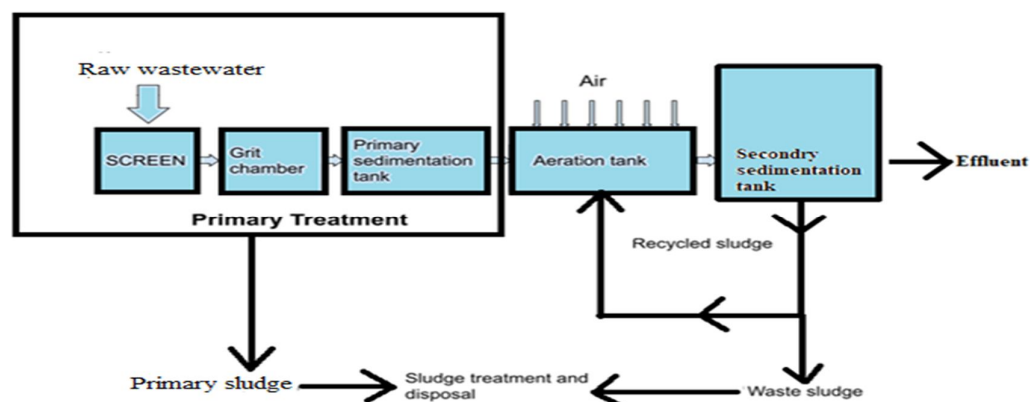 Raw wastewater
Air
SCREEN
Grit
chamber
Primary
sedimentation
tank
Aeration tank
Secondry
sedimentation
tank
Effluent
Primary Treatment
Recycled sludge
Primary sludge
Sludge treatment and
disposal
Waste sludge